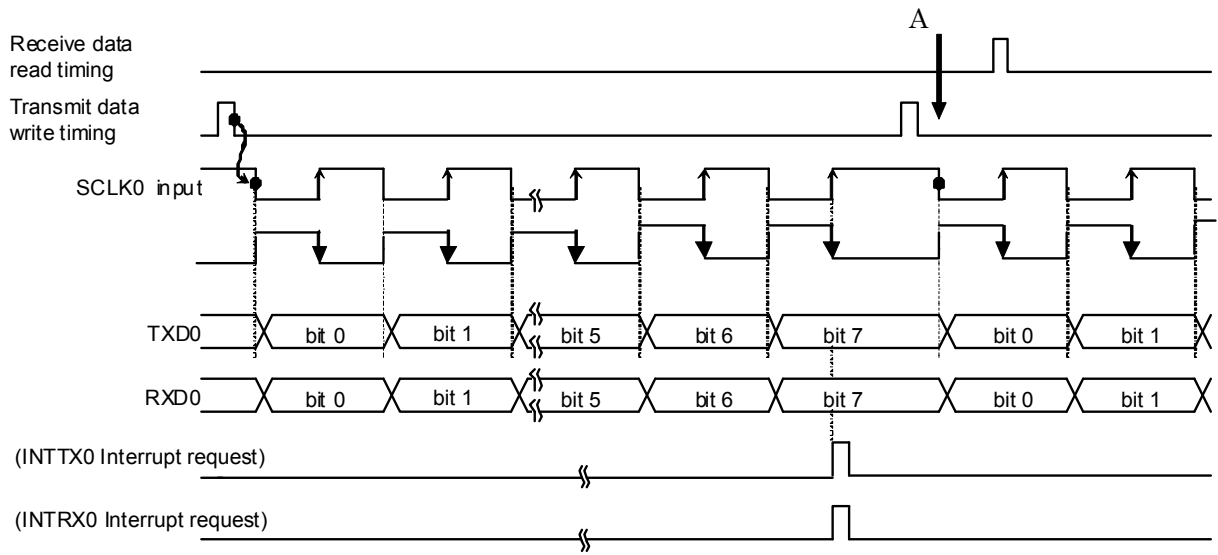 A
Receive data
read timing
Transmit data
write timing
SCLK0 input
TXD0 bit 0 bit 1 bit 5 bit 6 bit 7 bit 0 bit 1
RXD0 bit 0 bit 1 bit 5 bit 6 bit 7 bit 0 bit 1
(INTTX0 Interrupt request)
(INTRX0 Interrupt request)